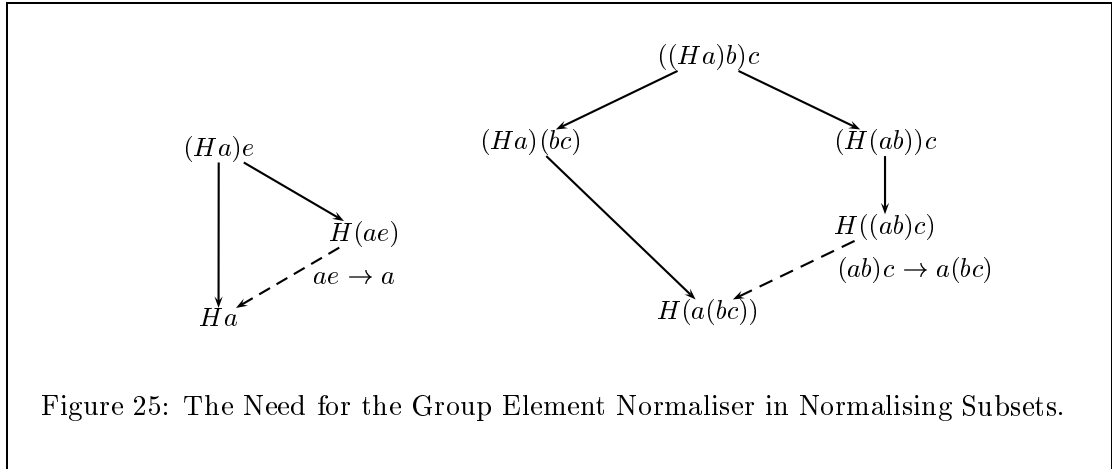 ((Ha)b)c
(Ha)e
(Ha)(bc)
(H(ab))c
H(ae)
H((ab)c)
ae → a
(ab)c → a(bc)
Ha
H(a(bc))
Figure 25: The Need for the Group Element Normaliser in Normalising Subsets.